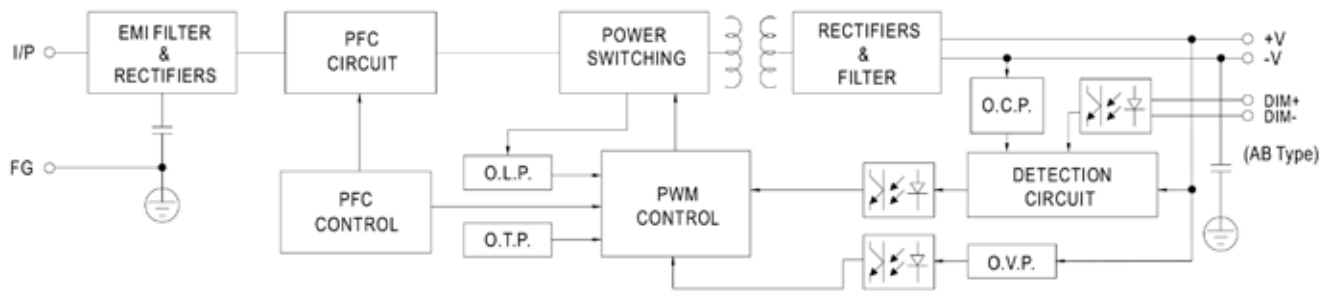 I/P
EMI FILTER
&
RECTIFIERS
PFC
CIRCUIT
POWER
SWITCHING
RECTIFIERS
&
FILTER
+V
-V
O.C.P.
DIM+
DIM-
(AB Type)
FG
O.L.P.
PFC
CONTROL
O.T.P.
PWM
CONTROL
DETECTION
CIRCUIT
O.V.P.